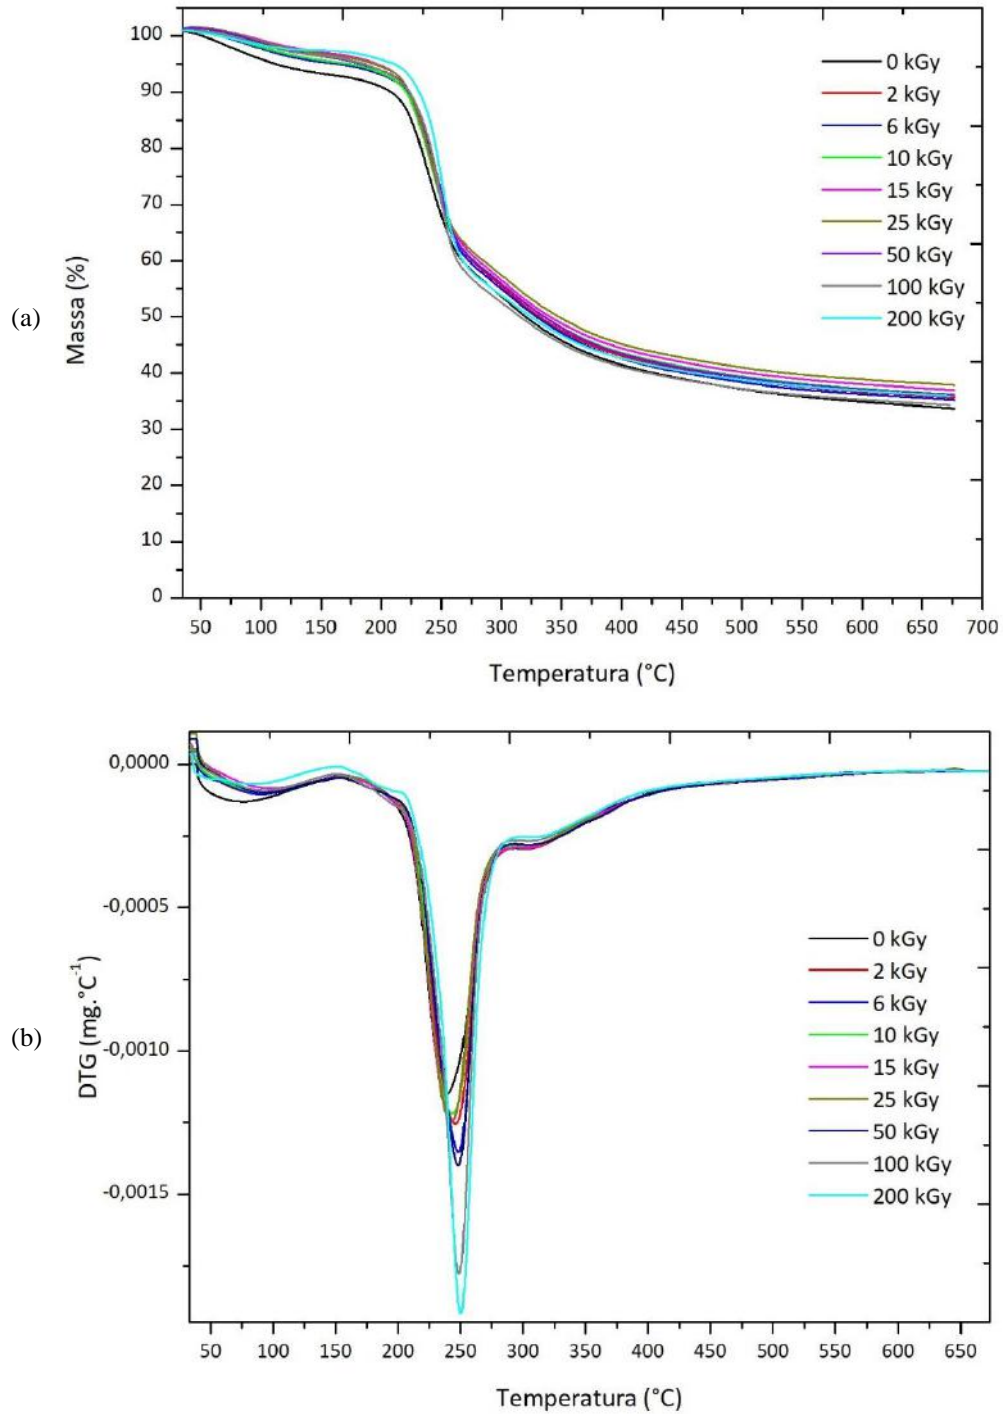 100
90
80
70
60
50
40
30
20
10
0
Massa (%)
(a)
0 kGy
2 kGy
6 kGy
10 kGy
15 kGy
25 kGy
50 kGy
100 kGy
200 kGy
50 100 150 200 250 300 350 400 450 500 550 600 650 700
Temperatura (°C)
0,0000
-0,0005
-0,0010
-0,0015
DTG (mg.°C⁻¹)
(b)
0 kGy
2 kGy
6 kGy
10 kGy
15 kGy
25 kGy
50 kGy
100 kGy
200 kGy
50 100 150 200 250 300 350 400 450 500 550 600 650
Temperatura (°C)